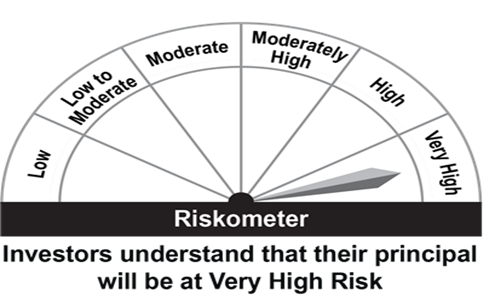 Low
Low to
Moderate
Moderate
Moderately
High
High
Very High
Riskometer
Investors understand that their principal
will be at Very High Risk